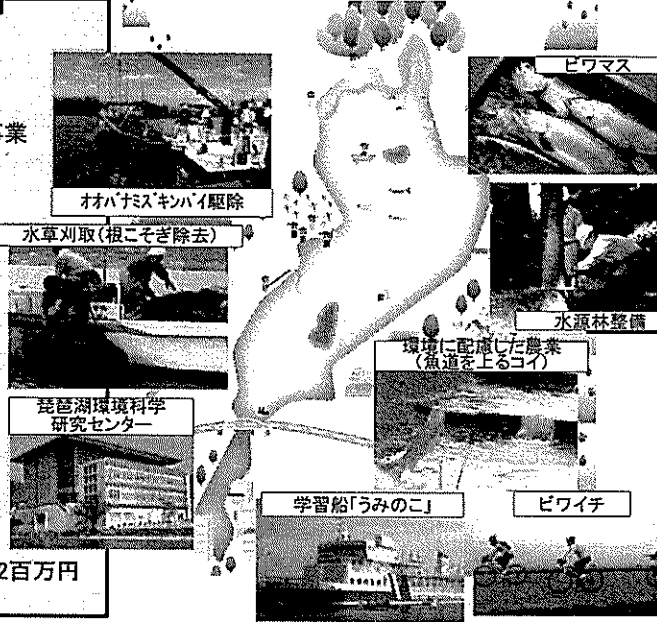 ビワマス
業
オオバナミズキンバイ駆除
水草刈取(根こそぎ除去)
水源林整備
環境に配慮した農業
(魚道を上るコイ)
琵琶湖環境科学
研究センター
学習船「うみのこ」
ビワイチ
2百万円